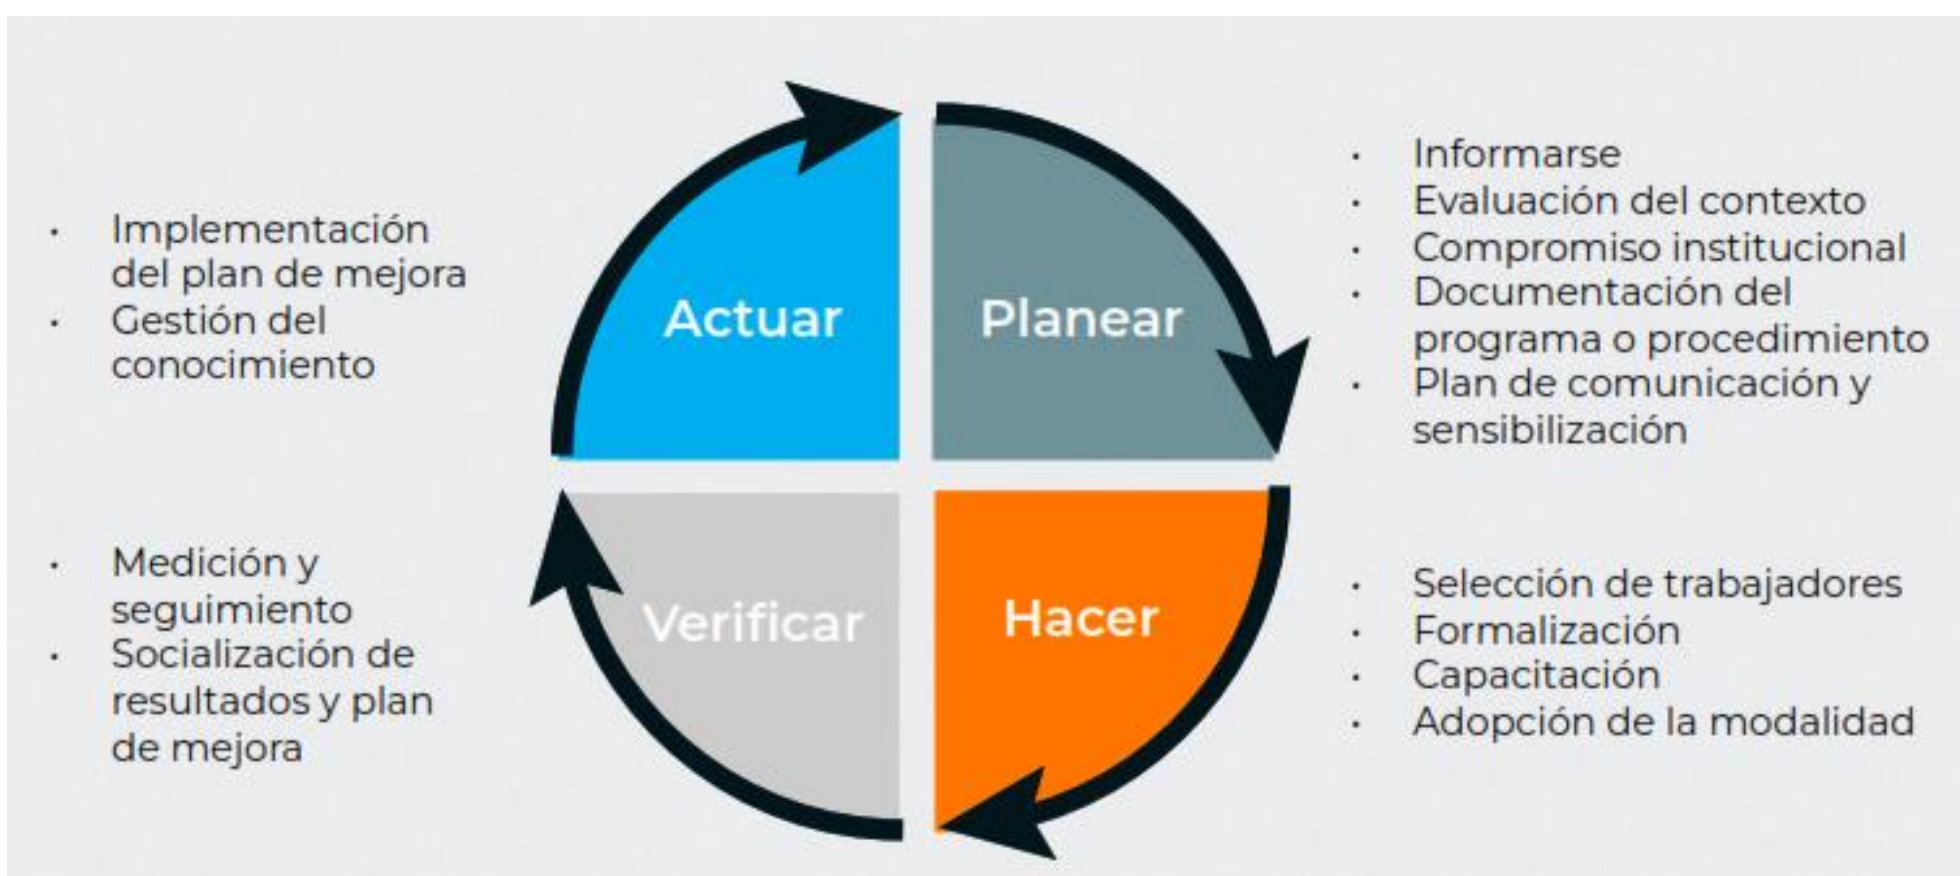 · Implementación
del plan de mejora
· Gestión del
conocimiento
Actuar
Planear
· Informarse
· Evaluación del contexto
· Compromiso institucional
· Documentación del
programa o procedimiento
· Plan de comunicación y
sensibilización
· Medición y
seguimiento
· Socialización de
resultados y plan
de mejora
Verificar
Hacer
· Selección de trabajadores
· Formalización
· Capacitación
· Adopción de la modalidad